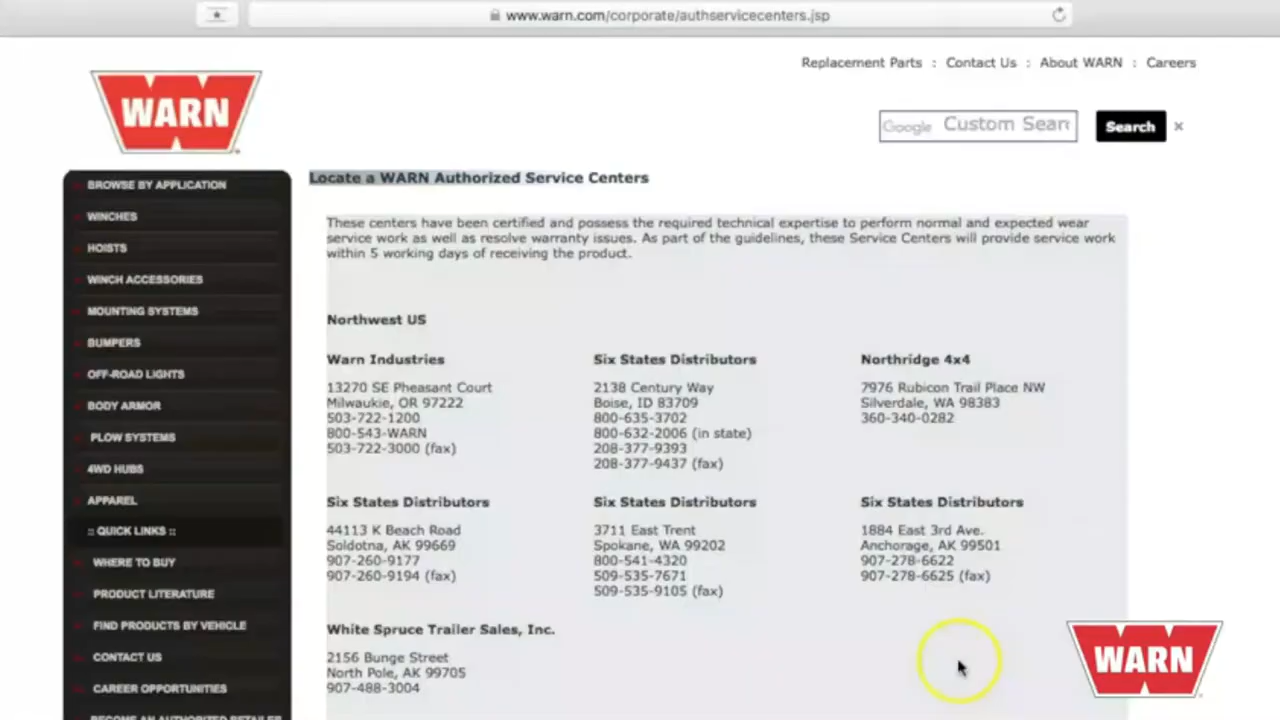 www.warn.com/corporate/authservicecenters.jsp
Replacement Parts : Contact Us : About WARN : Careers
WARN
Google Custom Sear
Search ×
BROWSE BY APPLICATION
WINCHES
HOISTS
WINCH ACCESSORIES
MOUNTING SYSTEMS
BUMPERS
OFF-ROAD LIGHTS
BODY ARMOR
PLOW SYSTEMS
4WD HUBS
APPAREL
:: QUICK LINKS ::
WHERE TO BUY
PRODUCT LITERATURE
FIND PRODUCTS BY VEHICLE
CONTACT US
CAREER OPPORTUNITIES
BECOME AN AUTHORIZED RETAILER
Locate a WARN Authorized Service Centers
These centers have been certified and possess the required technical expertise to perform normal and expected wear
service work as well as resolve warranty issues. As part of the guidelines, these Service Centers will provide service work
within 5 working days of receiving the product.
Northwest US
Warn Industries
13270 SE Pheasant Court
Milwaukie, OR 97222
503-722-1200
800-543-WARN
503-722-3000 (fax)
Six States Distributors
2138 Century Way
Boise, ID 83709
800-635-3702
800-632-2006 (in state)
208-377-9393
208-377-9437 (fax)
Northridge 4x4
7976 Rubicon Trail Place NW
Silverdale, WA 98383
360-340-0282
Six States Distributors
44113 K Beach Road
Soldotna, AK 99669
907-260-9177
907-260-9194 (fax)
Six States Distributors
3711 East Trent
Spokane, WA 99202
800-541-4320
509-535-7671
509-535-9105 (fax)
Six States Distributors
1884 East 3rd Ave.
Anchorage, AK 99501
907-278-6622
907-278-6625 (fax)
White Spruce Trailer Sales, Inc.
2156 Bunge Street
North Pole, AK 99705
907-488-3004
WARN